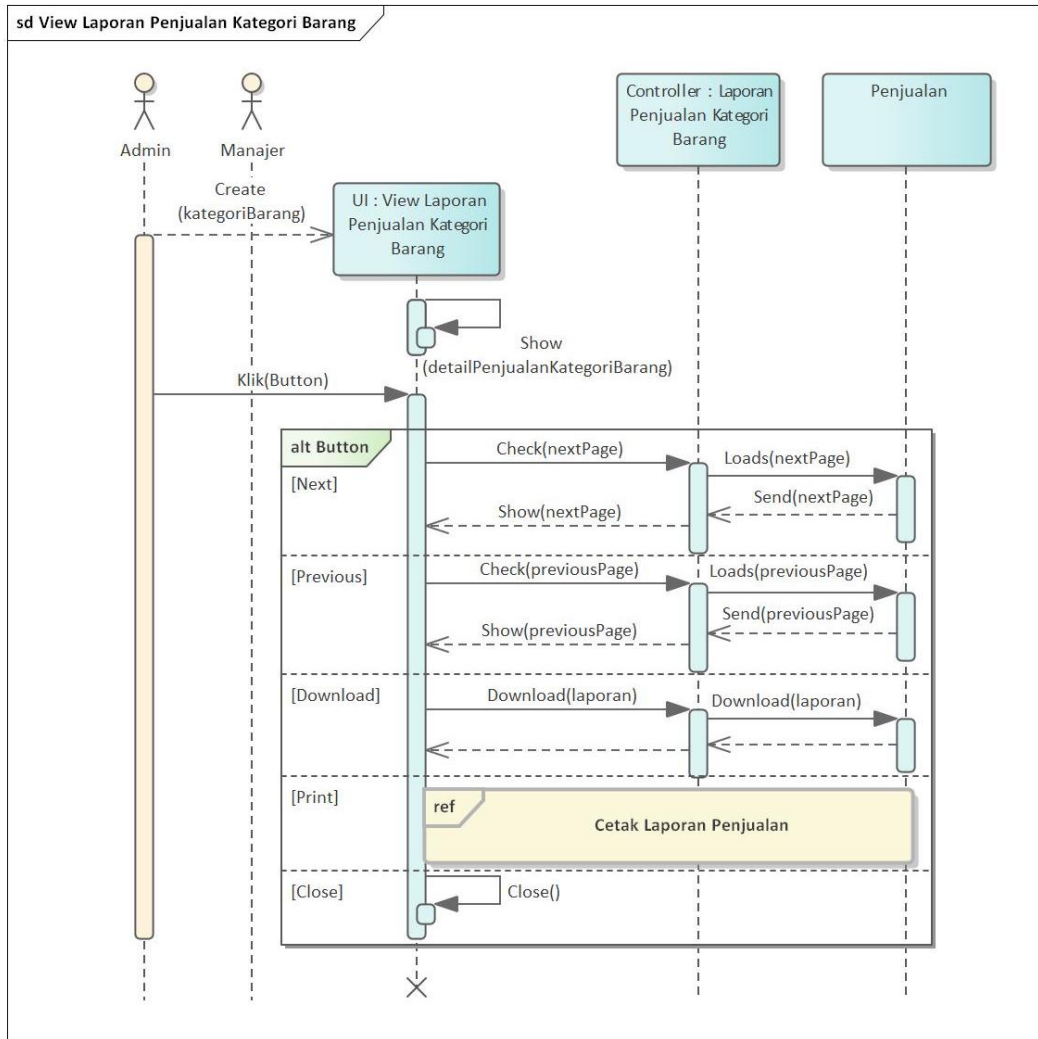 sd View Laporan Penjualan Kategori Barang
Admin
Manajer
Controller : Laporan
Penjualan Kategori
Barang
Penjualan
Create
(kategoriBarang)
UI : View Laporan
Penjualan Kategori
Barang
Show
(detailPenjualanKategoriBarang)
Klik(Button)
alt Button
[Next]
Check(nextPage)
Loads(nextPage)
Send(nextPage)
Show(nextPage)
[Previous]
Check(previousPage)
Loads(previousPage)
Send(previousPage)
Show(previousPage)
[Download]
Download(laporan)
Download(laporan)
[Print]
ref
Cetak Laporan Penjualan
[Close]
Close()